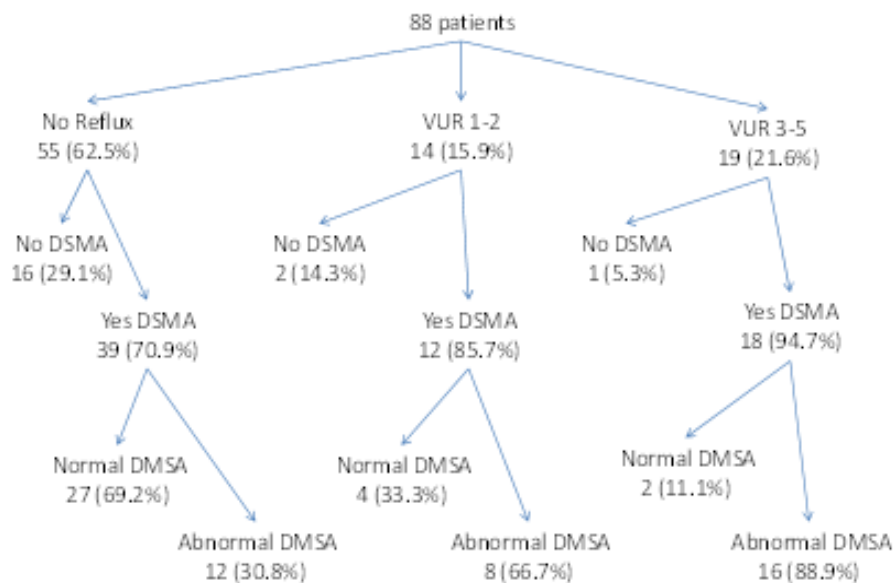 88 patients
No Reflux
55 (62.5%)
VUR 1-2
14 (15.9%)
VUR 3-5
19 (21.6%)
No DSMA
16 (29.1%)
No DSMA
2 (14.3%)
No DSMA
1 (5.3%)
Yes DSMA
39 (70.9%)
Yes DSMA
12 (85.7%)
Yes DSMA
18 (94.7%)
Normal DMSA
27 (69.2%)
Normal DMSA
4 (33.3%)
Normal DMSA
2 (11.1%)
Abnormal DMSA
12 (30.8%)
Abnormal DMSA
8 (66.7%)
Abnormal DMSA
16 (88.9%)